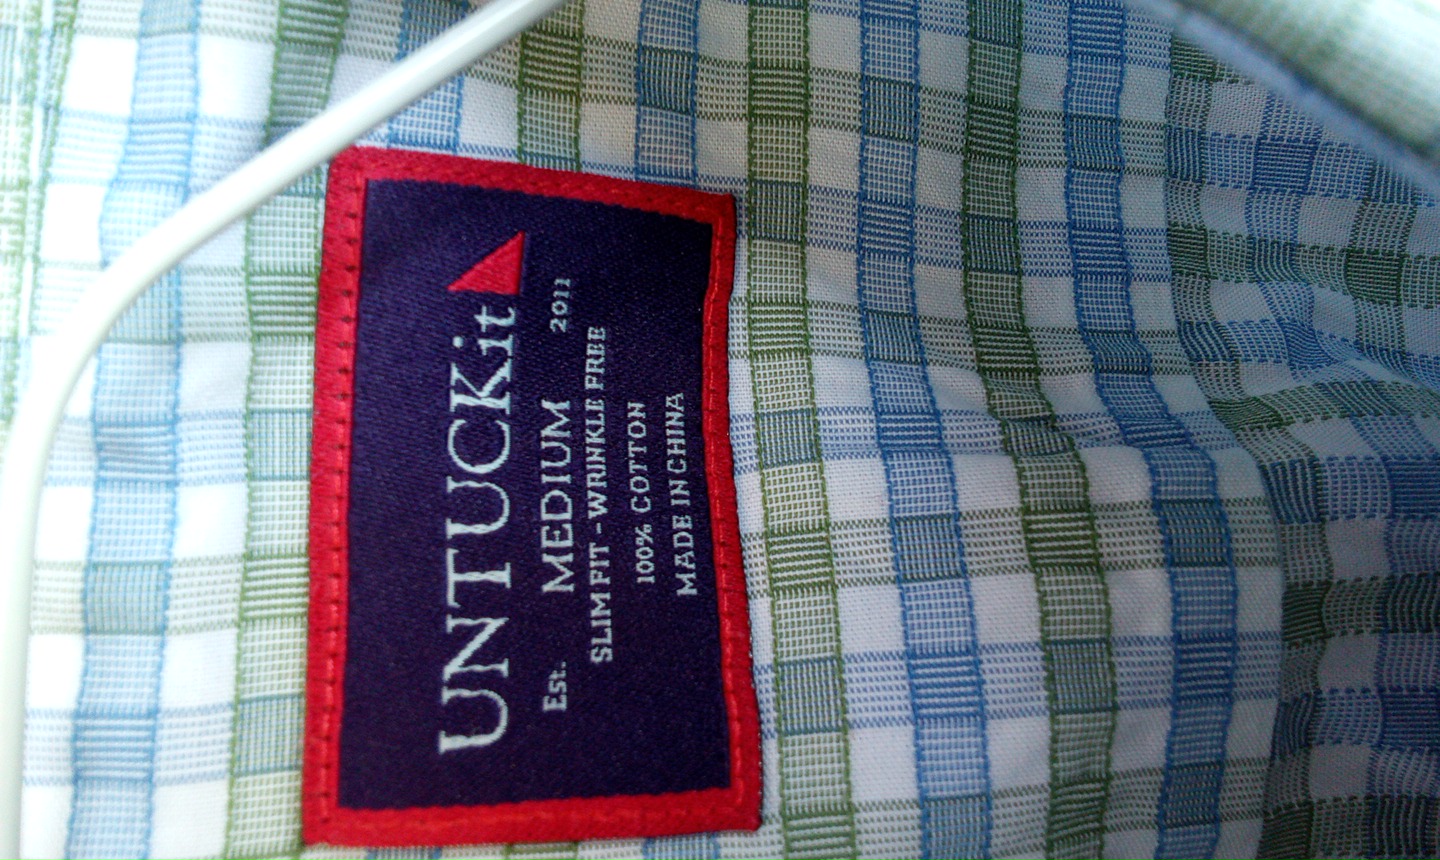 UNTUCKit
Est. MEDIUM 2011
SLIM FIT - WRINKLE FREE
100% COTTON
MADE IN CHINA